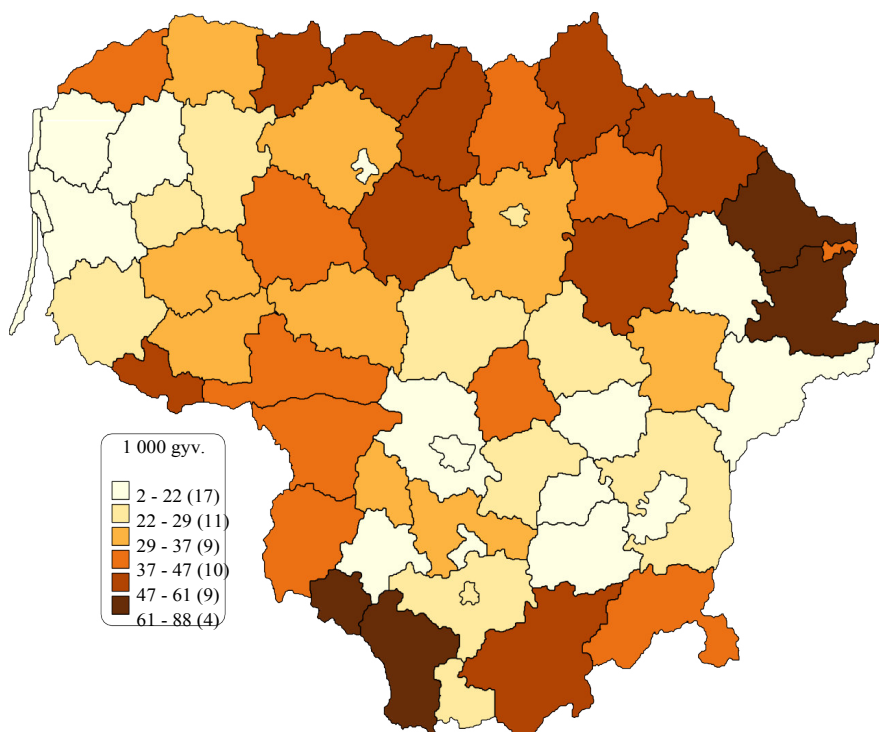 1 000 gyv.
2 - 22 (17)
22 - 29 (11)
29 - 37 (9)
37 - 47 (10)
47 - 61 (9)
61 - 88 (4)